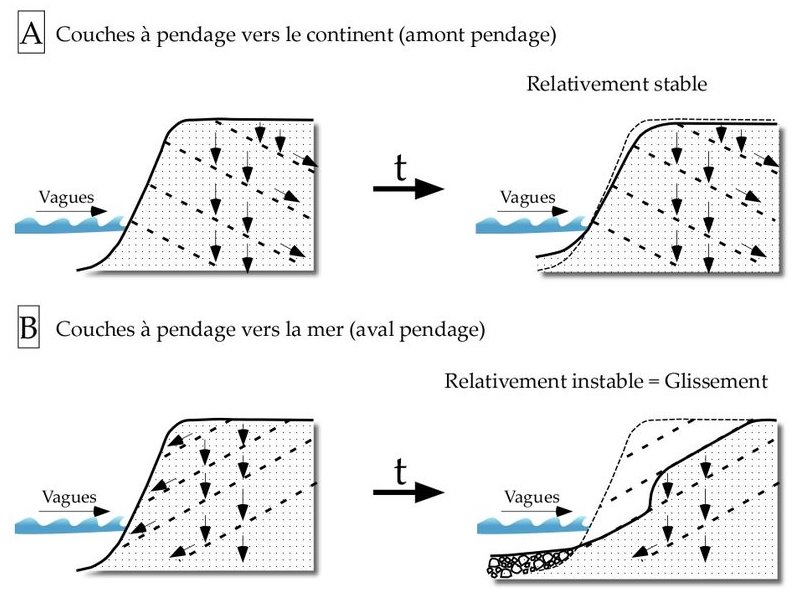 A Couches à pendage vers le continent (amont pendage)
Relativement stable
Vagues
t
Vagues
B Couches à pendage vers la mer (aval pendage)
Relativement instable = Glissement
Vagues
t
Vagues